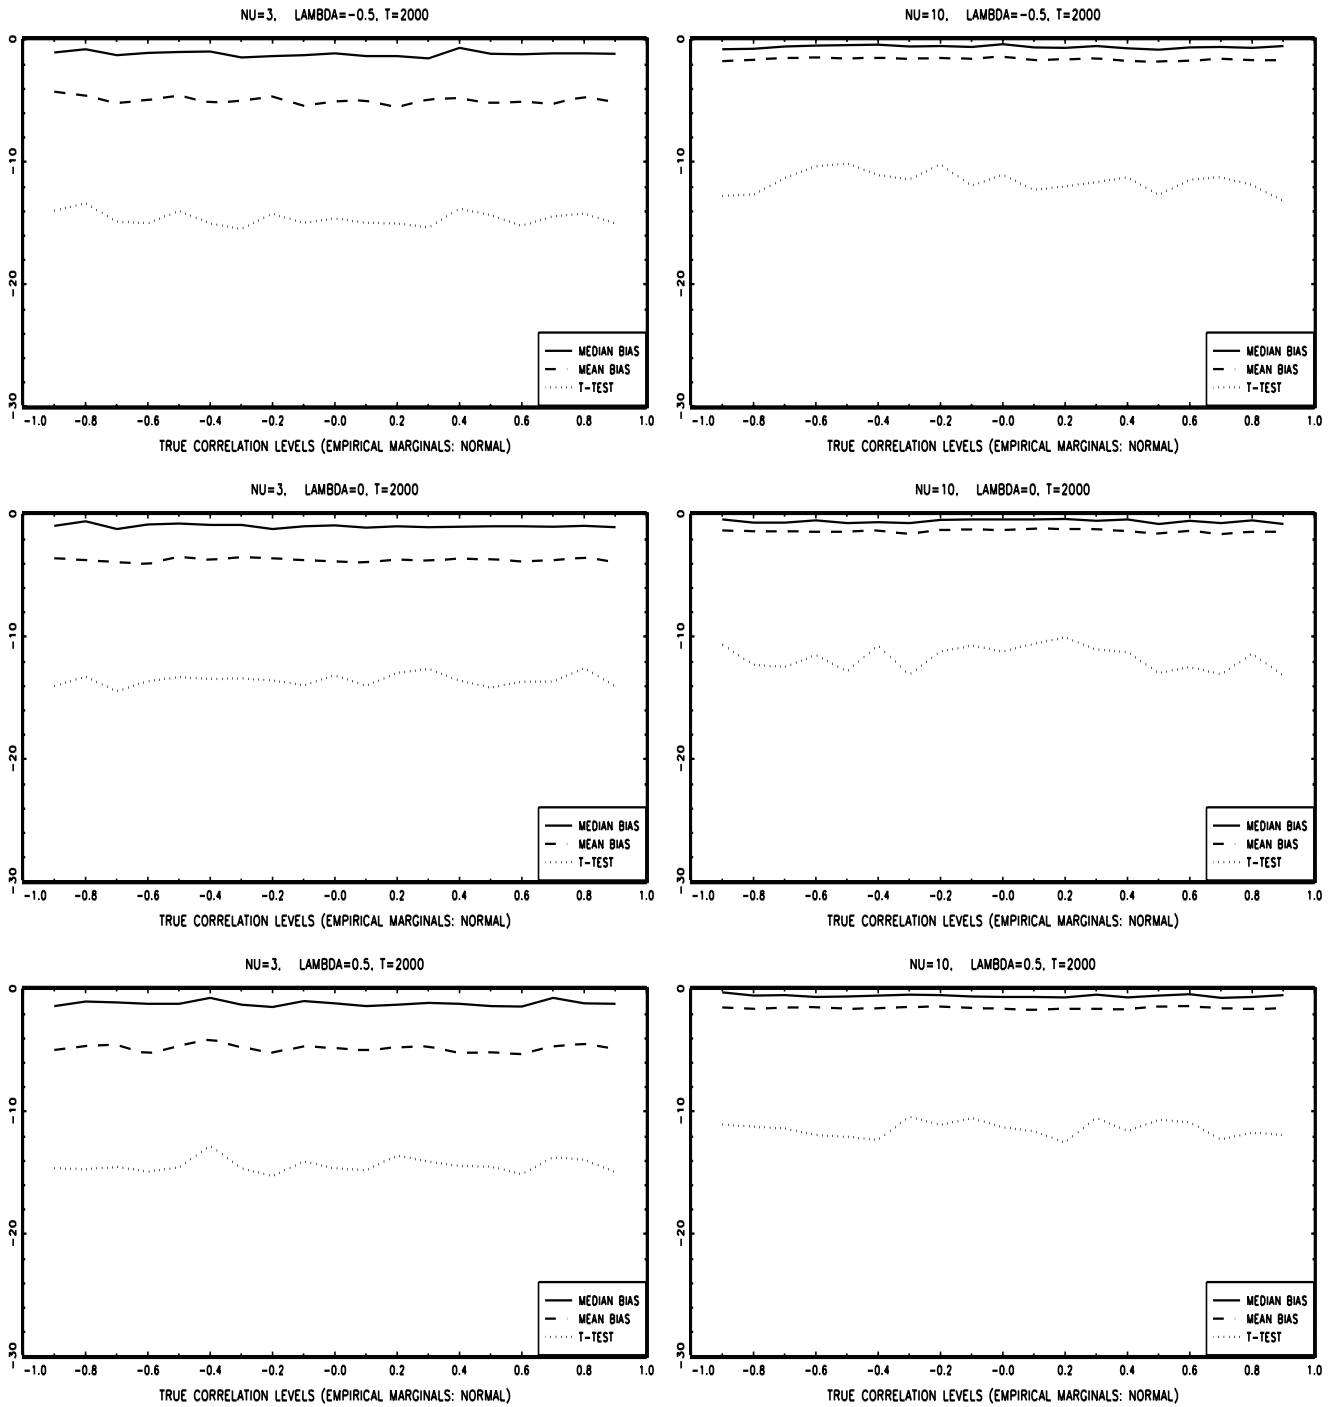 NU=3, LAMBDA=-0.5, T=2000
0
-10
-20
-30
MEDIAN BIAS
MEAN BIAS
T-TEST
-1.0 -0.8 -0.6 -0.4 -0.2 -0.0 0.2 0.4 0.6 0.8 1.0
TRUE CORRELATION LEVELS (EMPIRICAL MARGINALS: NORMAL)
NU=10, LAMBDA=-0.5, T=2000
0
-10
-20
-30
MEDIAN BIAS
MEAN BIAS
T-TEST
-1.0 -0.8 -0.6 -0.4 -0.2 -0.0 0.2 0.4 0.6 0.8 1.0
TRUE CORRELATION LEVELS (EMPIRICAL MARGINALS: NORMAL)
NU=3, LAMBDA=0, T=2000
0
-10
-20
-30
MEDIAN BIAS
MEAN BIAS
T-TEST
-1.0 -0.8 -0.6 -0.4 -0.2 -0.0 0.2 0.4 0.6 0.8 1.0
TRUE CORRELATION LEVELS (EMPIRICAL MARGINALS: NORMAL)
NU=10, LAMBDA=0, T=2000
0
-10
-20
-30
MEDIAN BIAS
MEAN BIAS
T-TEST
-1.0 -0.8 -0.6 -0.4 -0.2 -0.0 0.2 0.4 0.6 0.8 1.0
TRUE CORRELATION LEVELS (EMPIRICAL MARGINALS: NORMAL)
NU=3, LAMBDA=0.5, T=2000
0
-10
-20
-30
MEDIAN BIAS
MEAN BIAS
T-TEST
-1.0 -0.8 -0.6 -0.4 -0.2 -0.0 0.2 0.4 0.6 0.8 1.0
TRUE CORRELATION LEVELS (EMPIRICAL MARGINALS: NORMAL)
NU=10, LAMBDA=0.5, T=2000
0
-10
-20
-30
MEDIAN BIAS
MEAN BIAS
T-TEST
-1.0 -0.8 -0.6 -0.4 -0.2 -0.0 0.2 0.4 0.6 0.8 1.0
TRUE CORRELATION LEVELS (EMPIRICAL MARGINALS: NORMAL)